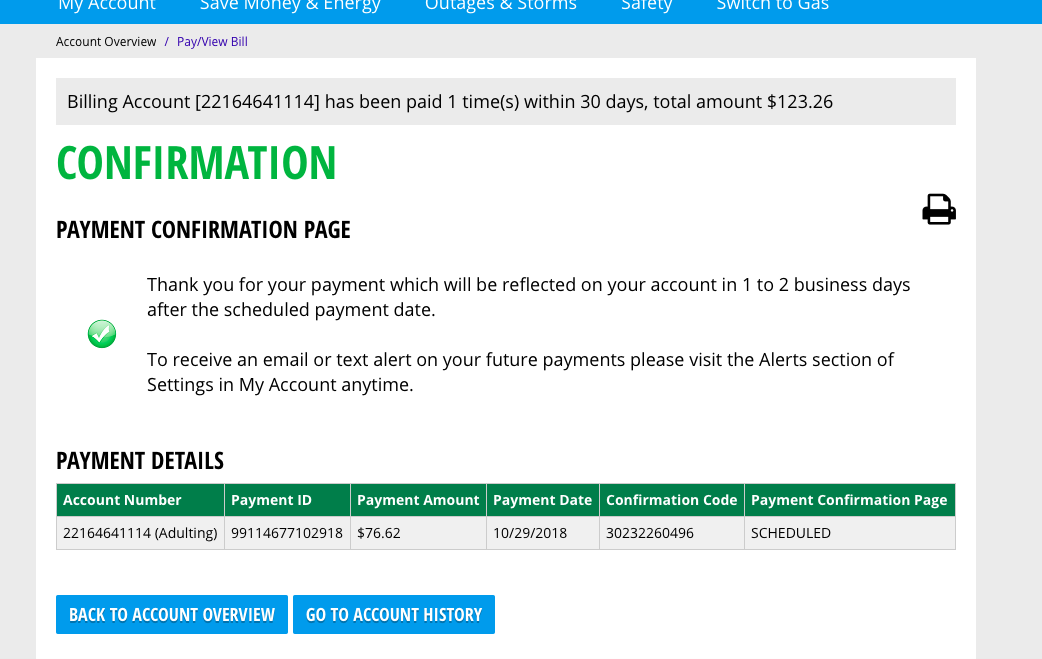 My Account Save Money & Energy Outages & Storms Safety Switch to Gas
Account Overview / Pay/View Bill
Billing Account [22164641114] has been paid 1 time(s) within 30 days, total amount $123.26
CONFIRMATION
PAYMENT CONFIRMATION PAGE
Thank you for your payment which will be reflected on your account in 1 to 2 business days
after the scheduled payment date.
To receive an email or text alert on your future payments please visit the Alerts section of
Settings in My Account anytime.
PAYMENT DETAILS
Account Number Payment ID Payment Amount Payment Date Confirmation Code Payment Confirmation Page
22164641114 (Adulting) 99114677102918 $76.62 10/29/2018 30232260496 SCHEDULED
BACK TO ACCOUNT OVERVIEW GO TO ACCOUNT HISTORY